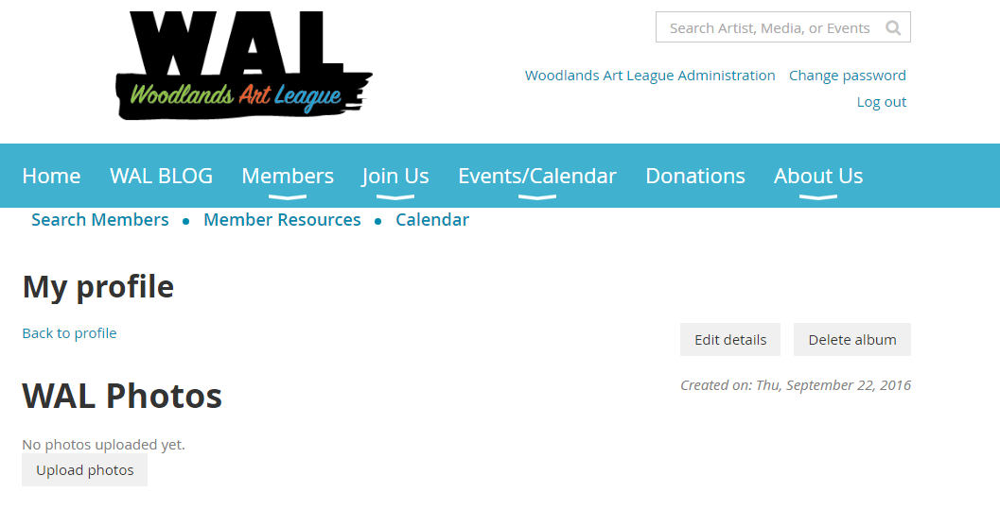 WAL
Woodlands Art League
Search Artist, Media, or Events
Woodlands Art League Administration Change password
Log out
Home WAL BLOG Members Join Us Events/Calendar Donations About Us
Search Members • Member Resources • Calendar
My profile
Back to profile
Edit details Delete album
Created on: Thu, September 22, 2016
WAL Photos
No photos uploaded yet.
Upload photos